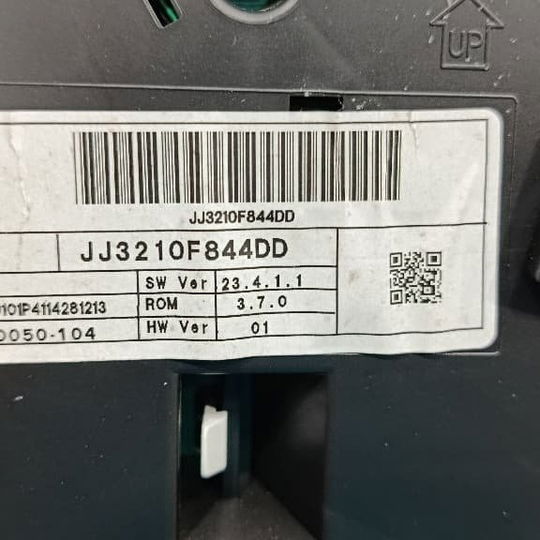 UP
JJ3210F844DD
JJ3210F844DD
SW Ver 23.4.1.1
101P4114281213 ROM 3.7.0
0050-104 HW Ver 01